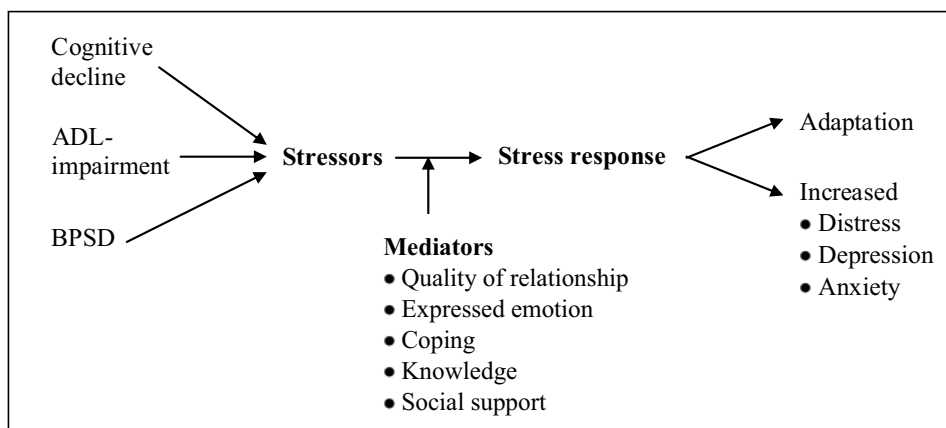 Cognitive
decline
ADL-
impairment
BPSD
Stressors
Stress response
Mediators
● Quality of relationship
● Expressed emotion
● Coping
● Knowledge
● Social support
Adaptation
Increased
● Distress
● Depression
● Anxiety